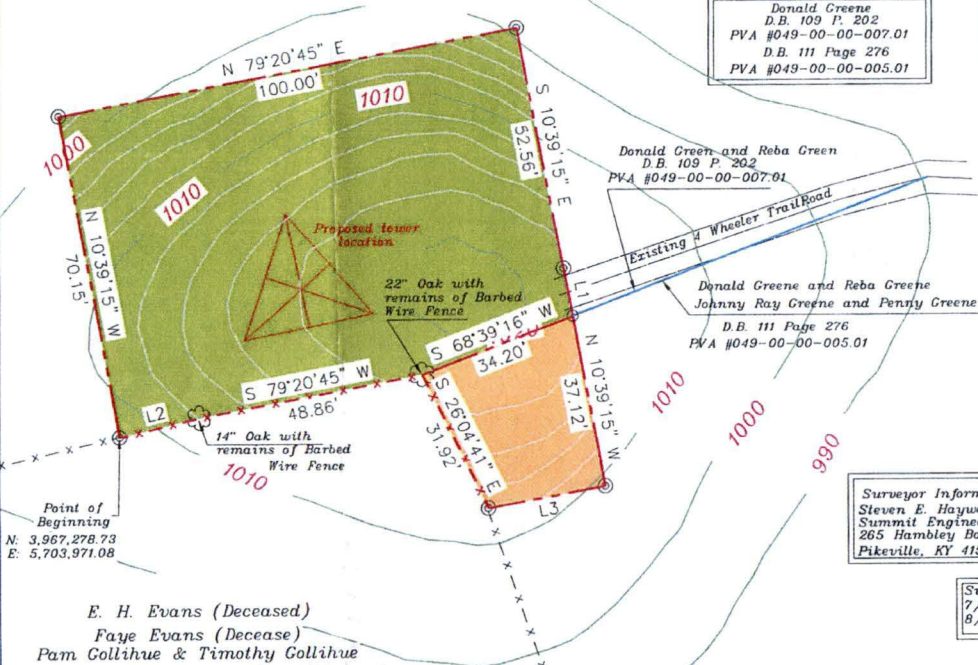 Donald Greene
D.B. 109 P. 202
PVA #049-00-00-007.01
D.B. 111 Page 276
PVA #049-00-00-005.01
N 79°20'45" E
100.00'
1010
1000
1010
S 10°39'15" E
52.56'
Donald Green and Reba Green
D.B. 109 P. 202
PVA #049-00-00-007.01
Existing 4 Wheeler Trail Road
N 10°39'15" W
70.15'
Proposed tower
location
22" Oak with
remains of Barbed
Wire Fence
L1
Donald Greene and Reba Greene
Johnny Ray Greene and Penny Greene
D.B. 111 Page 276
PVA #049-00-00-005.01
S 68°39'16" W
34.20'
N 10°39'15" W
37.12'
S 79°20'45" W
48.86'
L2
S 26°04'41" E
31.92'
14" Oak with
remains of Barbed
Wire Fence
1010
1010
1000
990
L3
Point of
Beginning
N: 3,967,278.73
E: 5,703,971.08
Surveyor
Steven E.
Summit
265 Hambley
Pikeville, KY
E. H. Evans (Deceased)
Faye Evans (Decease)
Pam Gollihue & Timothy Gollihue